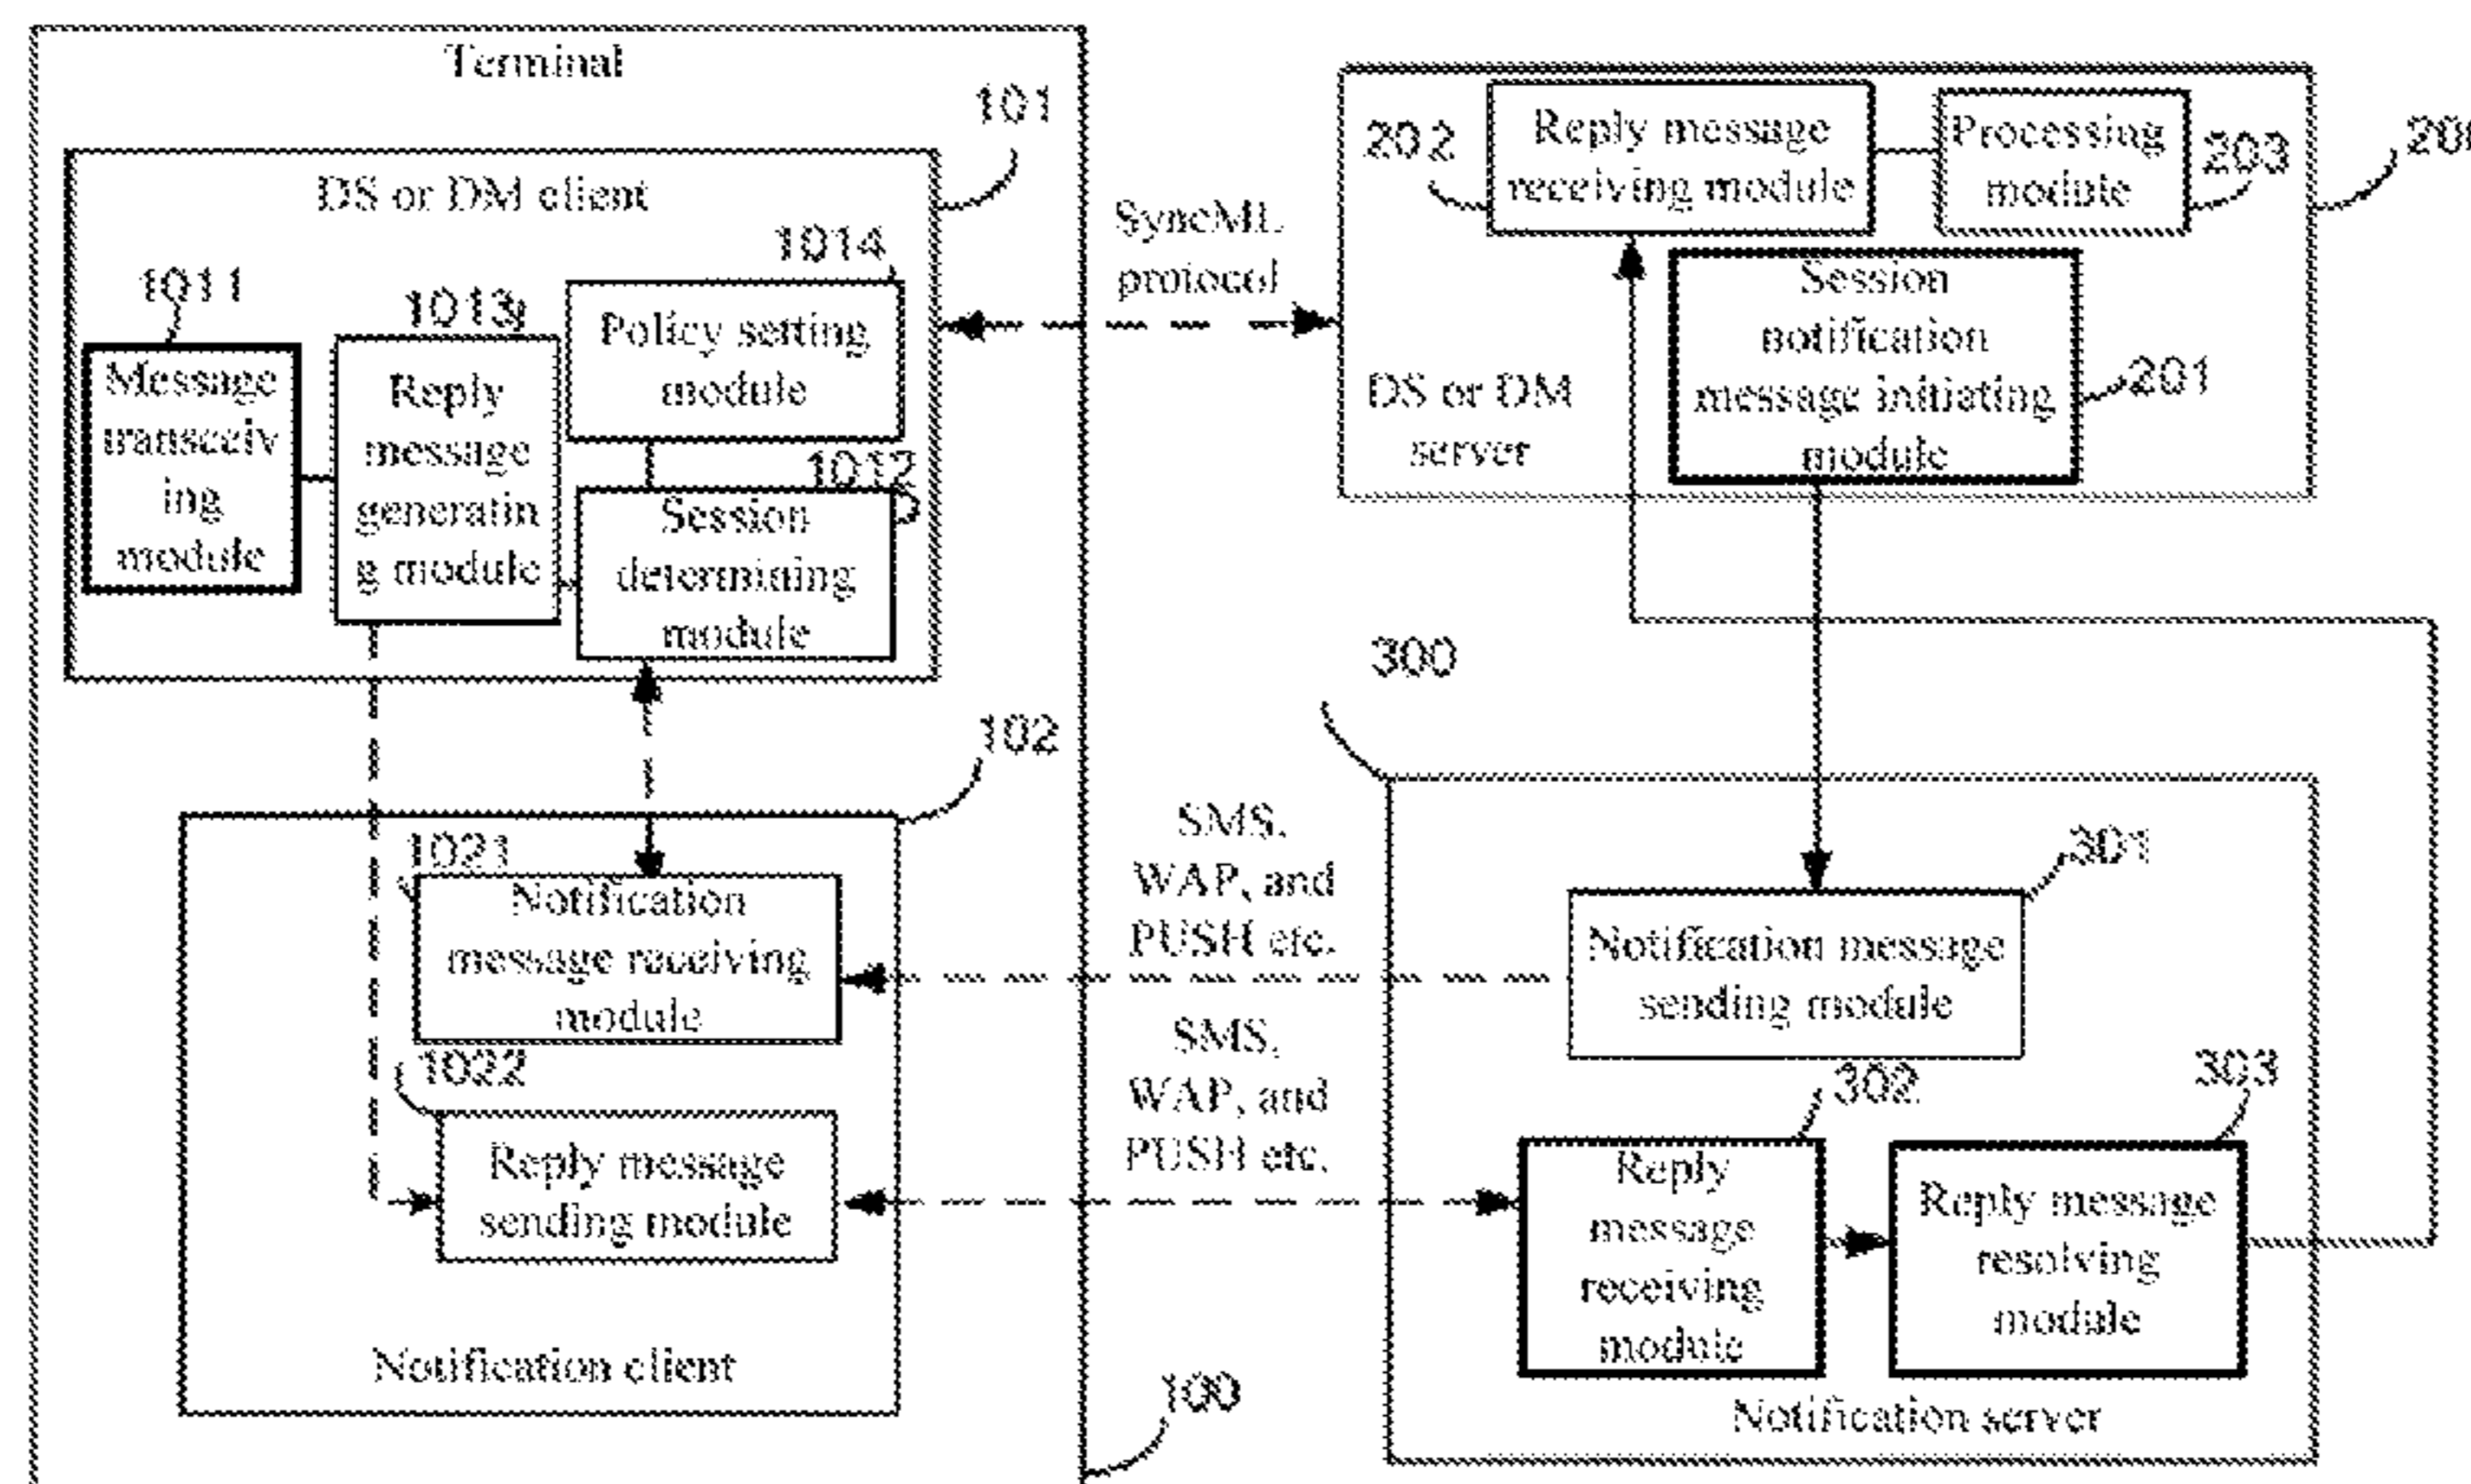 Terminal
101
DS or DM client
1014
1011
1013
Policy setting
module
Message
transceiv
ing
module
Reply
message
generatin
g module
1012
Session
determining
module
SyncML
protocol
202
Reply message
receiving module
Processing
module
203
Session
notification
message initiating
module
201
DS or DM
server
300
102
1021
Notification
message receiving
module
SMS,
WAP, and
PUSH etc.
301
Notification message
sending module
1022
Reply message
sending module
SMS,
WAP, and
PUSH etc.
302
303
Reply
message
receiving
module
Reply message
resolving
module
Notification client
100
Notification server